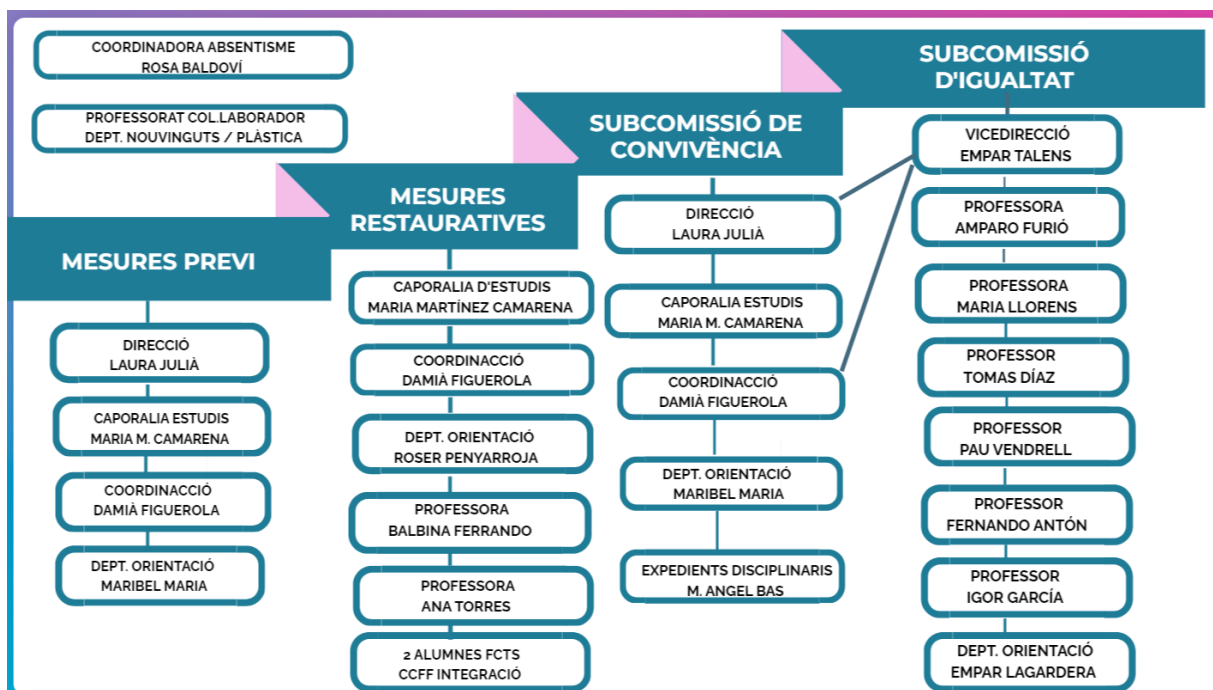 COORDINADORA ABSENTISME
ROSA BALDOVÍ
PROFESSORAT COL.LABORADOR
DEPT. NOUVINGUTS / PLÀSTICA
MESURES PREVI
DIRECCIÓ
LAURA JULIÀ
CAPORALIA ESTUDIS
MARIA M. CAMARENA
COORDINACCIÓ
DAMIÀ FIGUEROLA
DEPT. ORIENTACIÓ
MARIBEL MARIA
MESURES
RESTAURATIVES
CAPORALIA D'ESTUDIS
MARIA MARTÍNEZ CAMARENA
COORDINACCIÓ
DAMIÀ FIGUEROLA
DEPT. ORIENTACIÓ
ROSER PENYARROJA
PROFESSORA
BALBINA FERRANDO
PROFESSORA
ANA TORRES
2 ALUMNES FCTS
CCFF INTEGRACIÓ
SUBCOMISSIÓ DE
CONVIVÈNCIA
DIRECCIÓ
LAURA JULIÀ
CAPORALIA ESTUDIS
MARIA M. CAMARENA
COORDINACCIÓ
DAMIÀ FIGUEROLA
DEPT. ORIENTACIÓ
MARIBEL MARIA
EXPEDIENTS DISCIPLINARIS
M. ANGEL BAS
SUBCOMISSIÓ
D'IGUALTAT
VICEDIRECCIÓ
EMPAR TALENS
PROFESSORA
AMPARO FURIÓ
PROFESSORA
MARIA LLORENS
PROFESSOR
TOMAS DÍAZ
PROFESSOR
PAU VENDRELL
PROFESSOR
FERNANDO ANTÓN
PROFESSOR
IGOR GARCÍA
DEPT. ORIENTACIÓ
EMPAR LAGARDERA